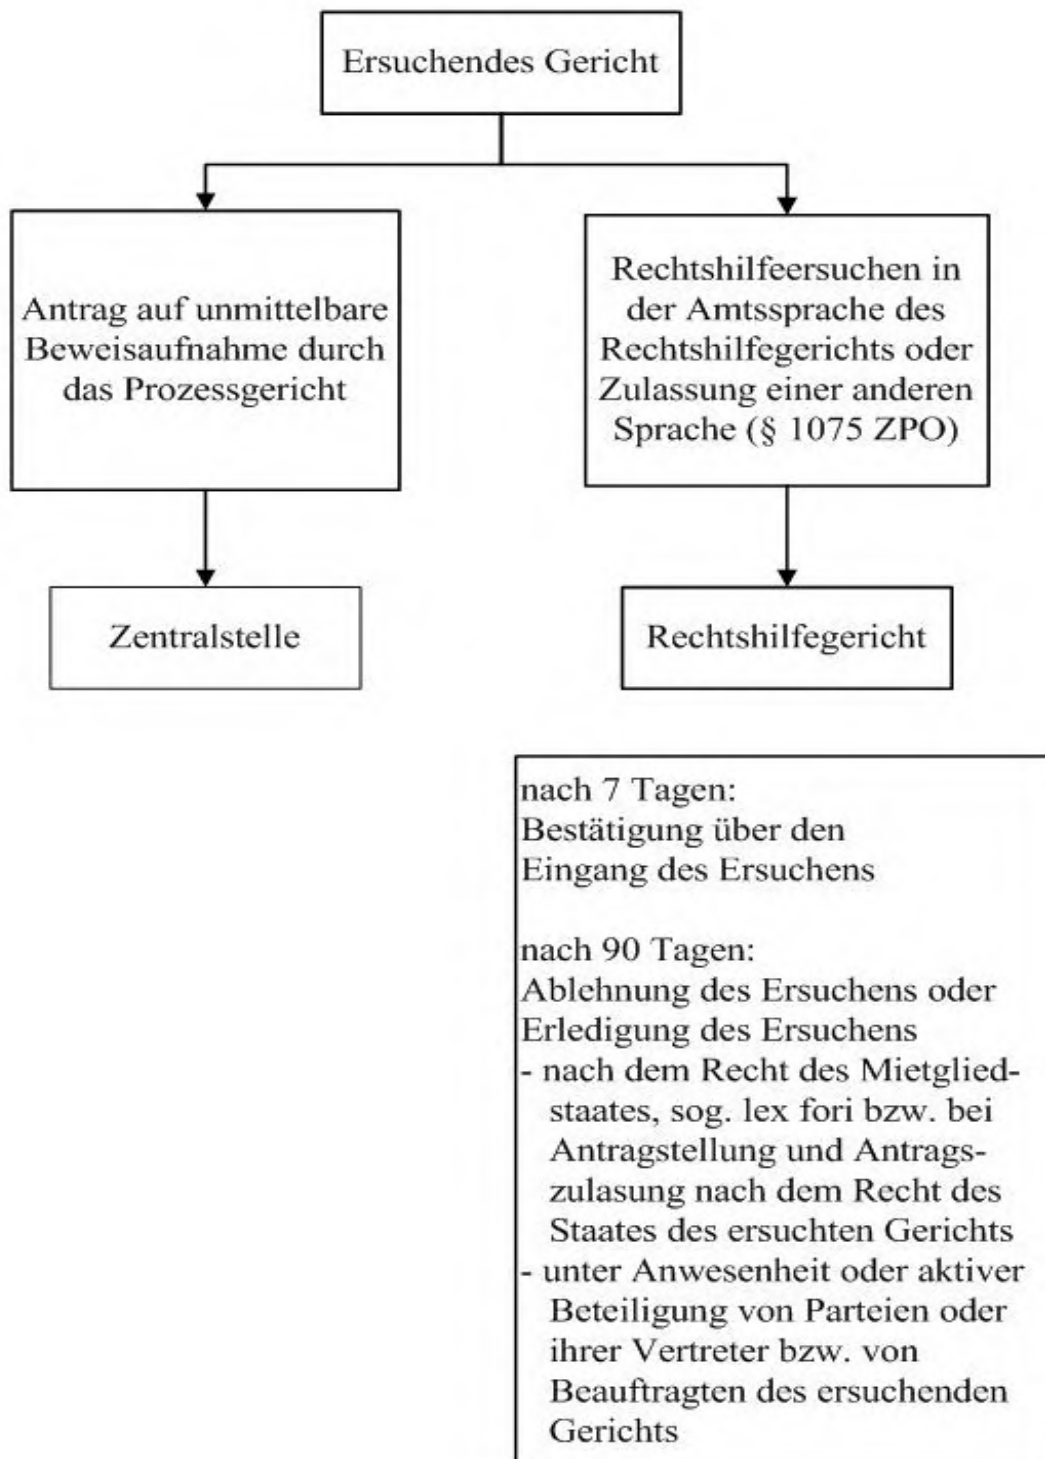 Ersuchendes Gericht
Antrag auf unmittelbare
Beweisaufnahme durch
das Prozessgericht
Rechtshilfeersuchen in
der Amtssprache des
Rechtshilfegerichts oder
Zulassung einer anderen
Sprache (§ 1075 ZPO)
Zentralstelle
Rechtshilfegericht
nach 7 Tagen:
Bestätigung über den
Eingang des Ersuchens
nach 90 Tagen:
Ablehnung des Ersuchens oder
Erledigung des Ersuchens
- nach dem Recht des Mietglied-
staates, sog. lex fori bzw. bei
Antragstellung und Antrags-
zulasung nach dem Recht des
Staates des ersuchten Gerichts
- unter Anwesenheit oder aktiver
Beteiligung von Parteien oder
ihrer Vertreter bzw. von
Beauftragten des ersuchenden
Gerichts